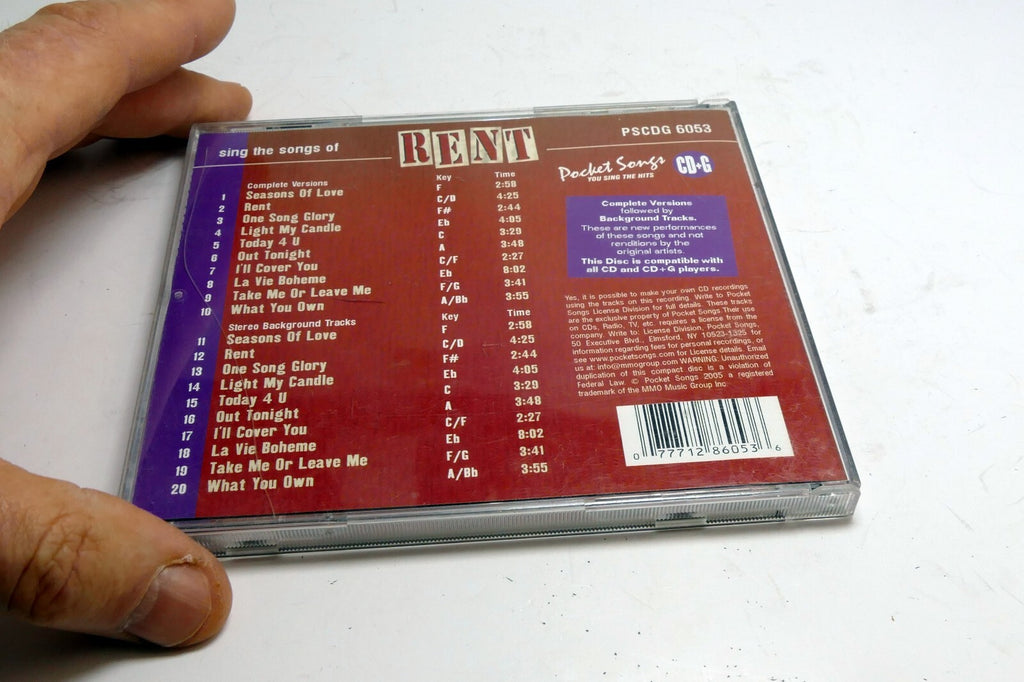 sing the songs of RENT PSCDG 6053
Pocket Songs
YOU SING THE HITS
CD+G
Complete Versions Key Time
1 Seasons Of Love F 2:58
2 Rent C/D 4:25
3 One Song Glory F# 2:44
4 Light My Candle Eb 4:05
5 Today 4 U C 3:29
6 Out Tonight A 3:48
7 I'll Cover You C/F 2:27
8 La Vie Boheme Eb 8:02
9 Take Me Or Leave Me F/G 3:41
10 What You Own A/Bb 3:55
Stereo Background Tracks Key Time
11 Seasons Of Love F 2:58
12 Rent C/D 4:25
13 One Song Glory F# 2:44
14 Light My Candle Eb 4:05
15 Today 4 U C 3:29
16 Out Tonight A 3:48
17 I'll Cover You C/F 2:27
18 La Vie Boheme Eb 8:02
19 Take Me Or Leave Me F/G 3:41
20 What You Own A/Bb 3:55
Complete Versions
followed by
Background Tracks.
These are new performances
of these songs and not
renditions by the
original artists.
This Disc is compatible with
all CD and CD+G players.
Yes, it is possible to make your own CD recordings
using the tracks on this recording. Write to Pocket
Songs License Division for full details. These tracks
are the exclusive property of Pocket Songs. Their use
on CDs, Radio, TV, etc. requires a license from the
company. Write to: License Division, Pocket Songs,
50 Executive Blvd., Elmsford, NY 10523-1325 for
information regarding fees for personal recordings, or
see www.pocketsongs.com for License details. Email
us at: info@mmogroup.com WARNING: Unauthorized
duplication of this compact disc is a violation of
Federal Law. © Pocket Songs 2005 a registered
trademark of the MMO Music Group Inc.
0 77712 86053 6